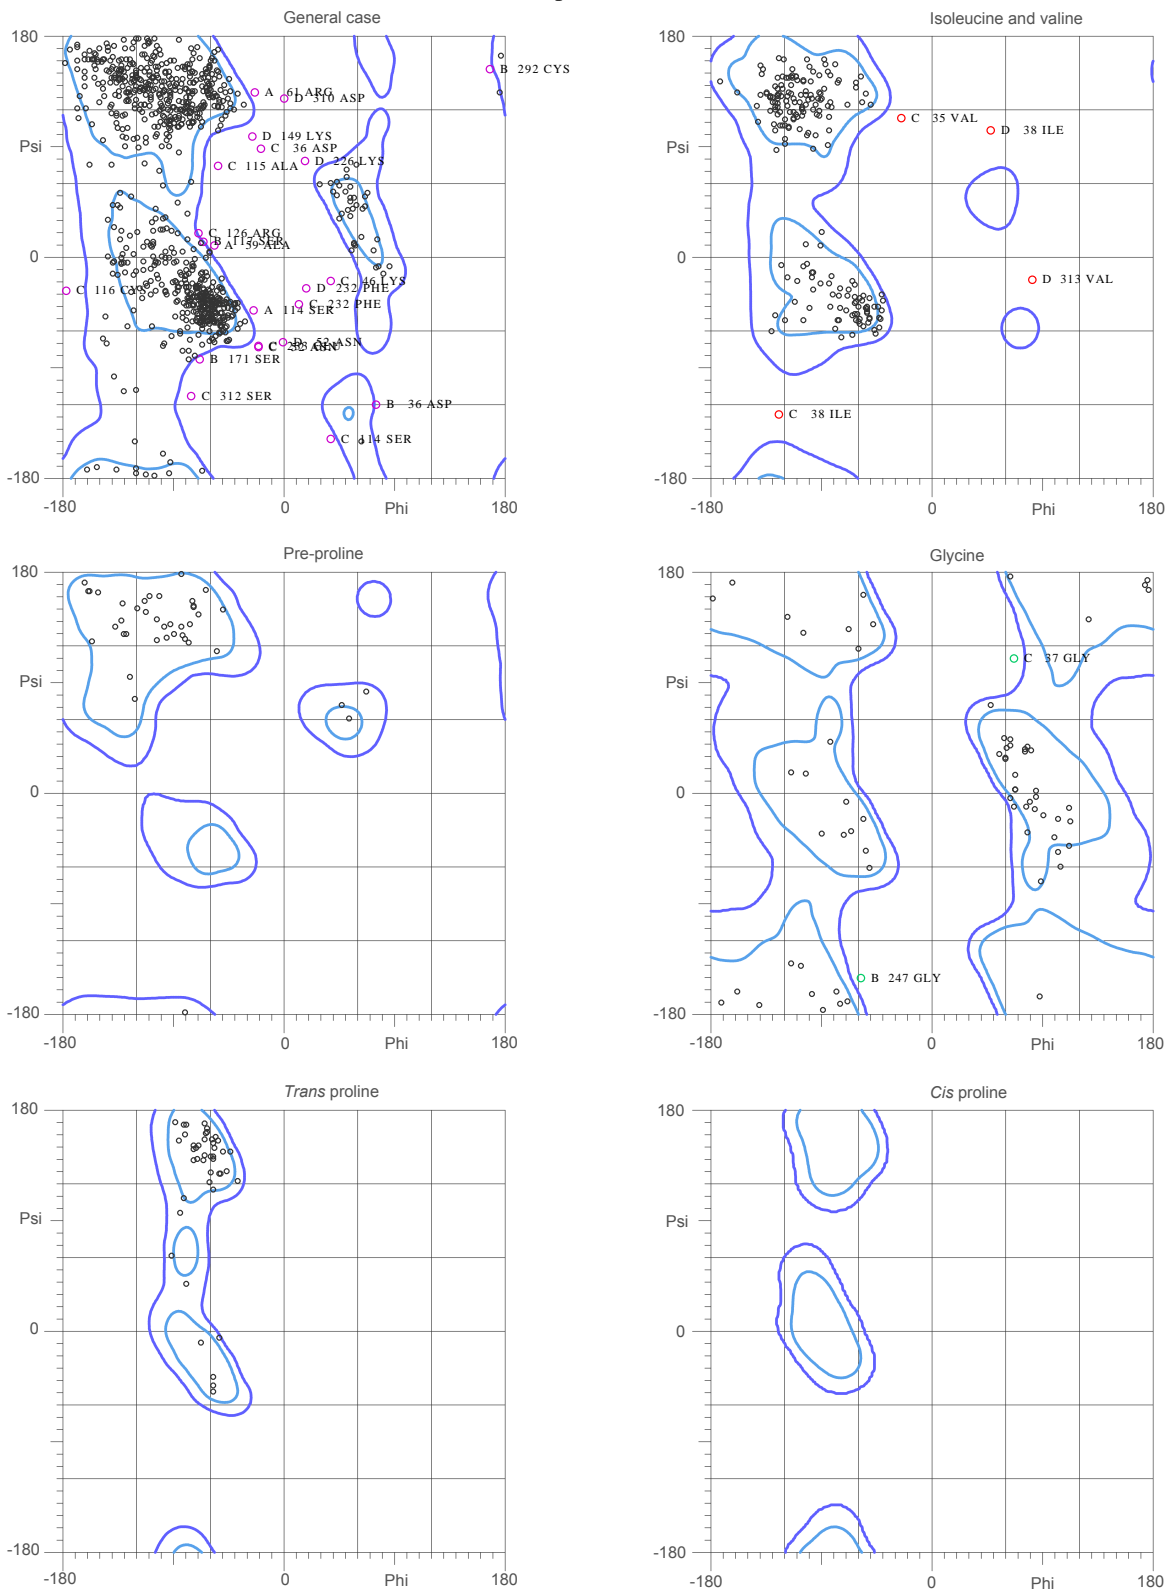 General case
180
Psi
0
-180
-180
0
Phi
180
B 292 CYS
A 61 ARG
D 310 ASP
D 149 LYS
C 36 ASP
D 226 LYS
C 115 ALA
C 126 ARG
B 115 SER
A 59 ALA
C 46 LYS
C 116 CYS
D 232 PHE
C 232 PHE
A 114 SER
D 52 ASN
B 171 SER
C 312 SER
B 36 ASP
C 114 SER
Isoleucine and valine
180
Psi
0
-180
-180
0
Phi
180
C 35 VAL
D 38 ILE
D 313 VAL
C 38 ILE
Pre-proline
180
Psi
0
-180
-180
0
Phi
180
Glycine
180
Psi
0
-180
-180
0
Phi
180
C 37 GLY
B 247 GLY
Trans proline
180
Psi
0
-180
-180
0
Phi
180
Cis proline
180
Psi
0
-180
-180
0
Phi
180